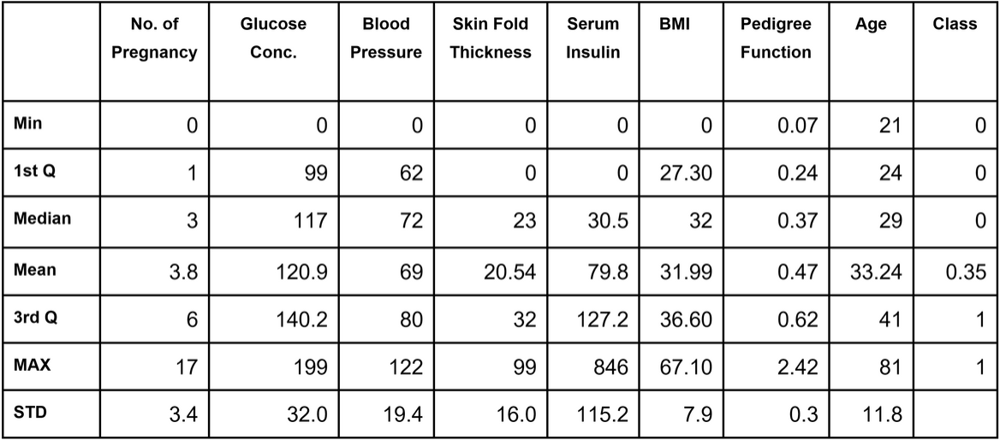 No. of Pregnancy Glucose Conc. Blood Pressure Skin Fold Thickness Serum Insulin BMI Pedigree Function Age Class
Min 0 0 0 0 0 0 0.07 21 0
1st Q 1 99 62 0 0 27.30 0.24 24 0
Median 3 117 72 23 30.5 32 0.37 29 0
Mean 3.8 120.9 69 20.54 79.8 31.99 0.47 33.24 0.35
3rd Q 6 140.2 80 32 127.2 36.60 0.62 41 1
MAX 17 199 122 99 846 67.10 2.42 81 1
STD 3.4 32.0 19.4 16.0 115.2 7.9 0.3 11.8